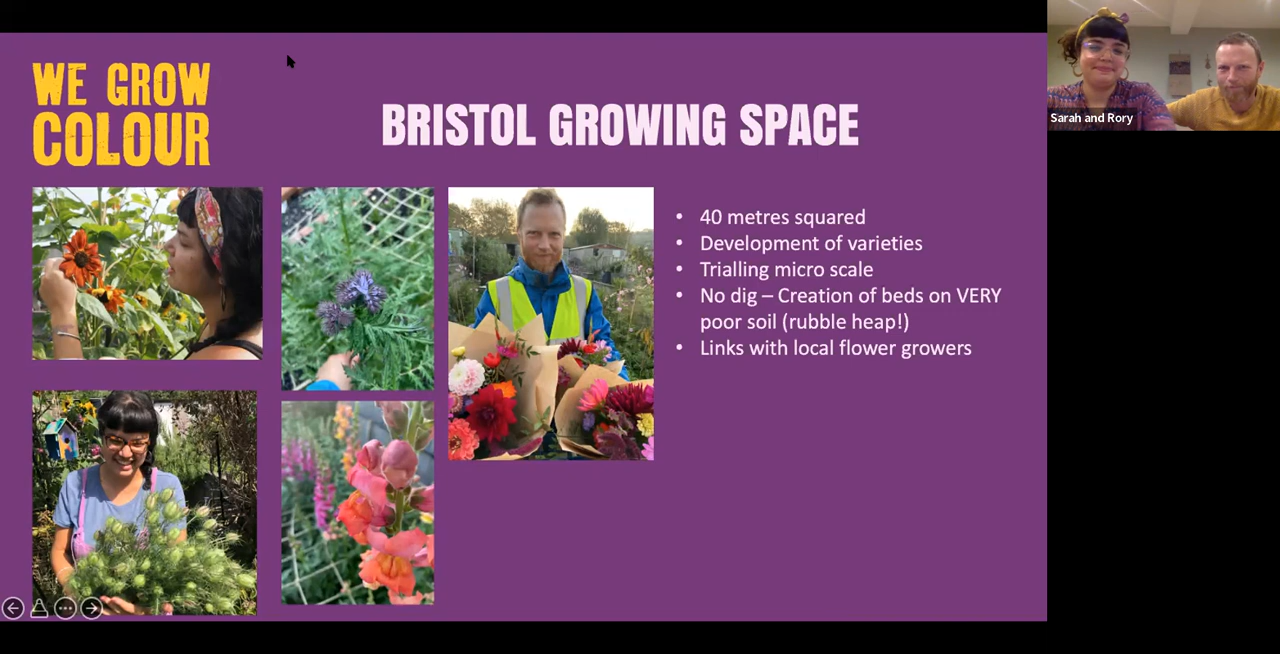 WE GROW
COLOUR
BRISTOL GROWING SPACE
• 40 metres squared
• Development of varieties
• Trialling micro scale
• No dig – Creation of beds on VERY
poor soil (rubble heap!)
• Links with local flower growers
Sarah and Rory